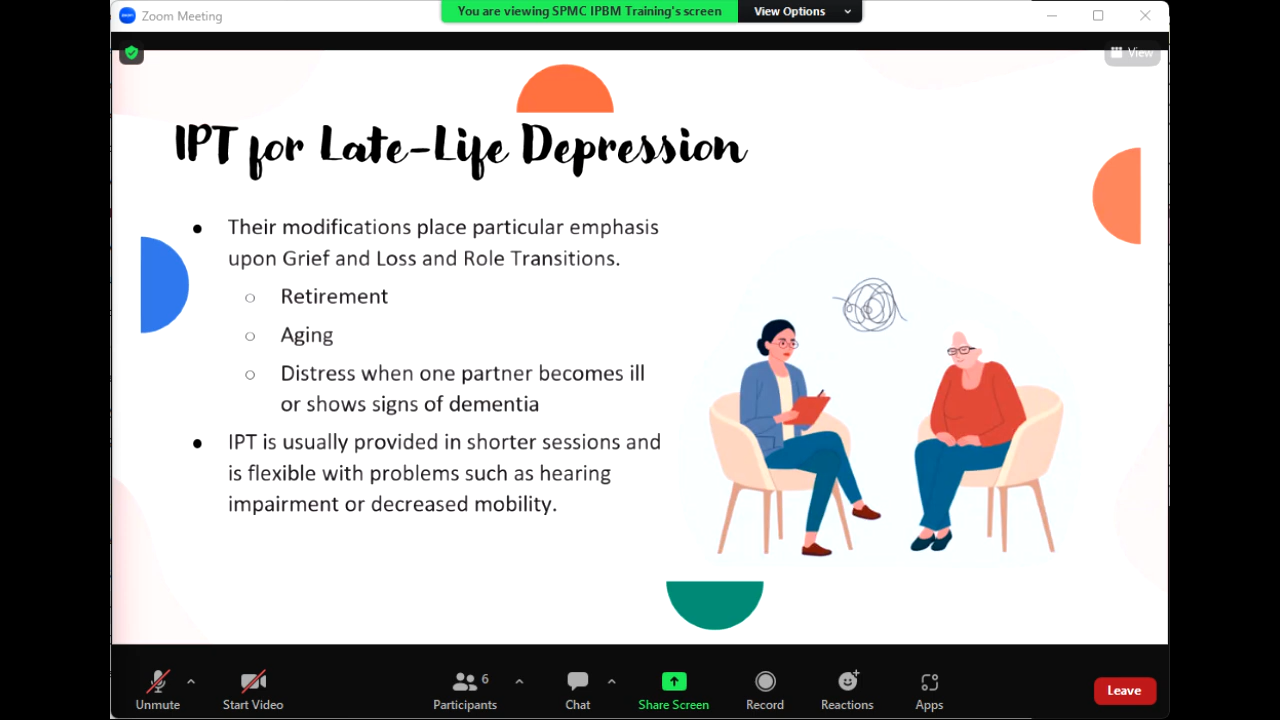 Zoom Meeting
You are viewing SPMC IPBM Training's screen
View Options
View
IPT for Late-Life Depression
● Their modifications place particular emphasis
upon Grief and Loss and Role Transitions.
○ Retirement
○ Aging
○ Distress when one partner becomes ill
or shows signs of dementia
● IPT is usually provided in shorter sessions and
is flexible with problems such as hearing
impairment or decreased mobility.
Unmute
Start Video
6
Participants
Chat
Share Screen
Record
Reactions
Apps
Leave